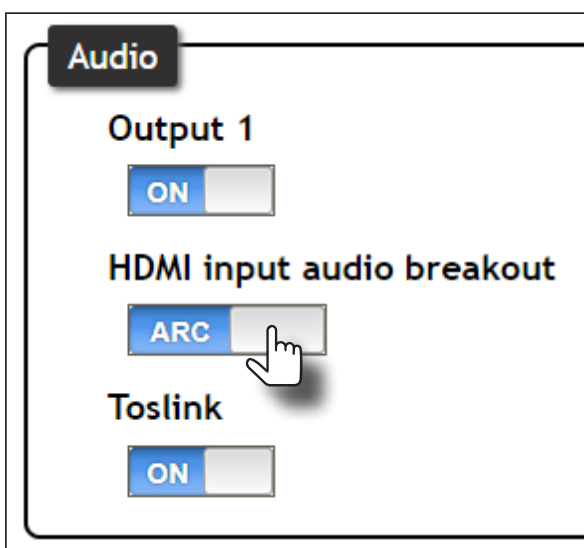 Audio
Output 1
ON
HDMI input audio breakout
ARC
Toslink
ON